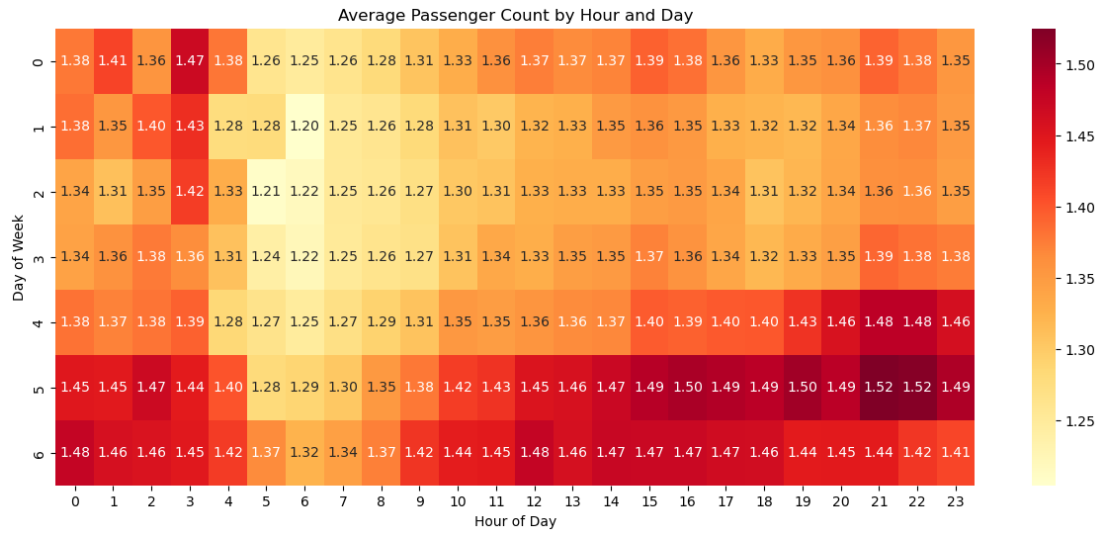 Average Passenger Count by Hour and Day
Day of Week
0 1.38 1.41 1.36 1.47 1.38 1.26 1.25 1.26 1.28 1.31 1.33 1.36 1.37 1.37 1.37 1.39 1.38 1.36 1.33 1.35 1.36 1.39 1.38 1.35
1 1.38 1.35 1.40 1.43 1.28 1.28 1.20 1.25 1.26 1.28 1.31 1.30 1.32 1.33 1.35 1.36 1.35 1.33 1.32 1.32 1.34 1.36 1.37 1.35
2 1.34 1.31 1.35 1.42 1.33 1.21 1.22 1.25 1.26 1.27 1.30 1.31 1.33 1.33 1.33 1.35 1.35 1.34 1.31 1.32 1.34 1.36 1.36 1.35
3 1.34 1.36 1.38 1.36 1.31 1.24 1.22 1.25 1.26 1.27 1.31 1.34 1.33 1.35 1.35 1.37 1.36 1.34 1.32 1.33 1.35 1.39 1.38 1.38
4 1.38 1.37 1.38 1.39 1.28 1.27 1.25 1.27 1.29 1.31 1.35 1.35 1.36 1.36 1.37 1.40 1.39 1.40 1.40 1.43 1.46 1.48 1.48 1.46
5 1.45 1.45 1.47 1.44 1.40 1.28 1.29 1.30 1.35 1.38 1.42 1.43 1.45 1.46 1.47 1.49 1.50 1.49 1.49 1.50 1.49 1.52 1.52 1.49
6 1.48 1.46 1.46 1.45 1.42 1.37 1.32 1.34 1.37 1.42 1.44 1.45 1.48 1.46 1.47 1.47 1.47 1.47 1.46 1.44 1.45 1.44 1.42 1.41
0 1 2 3 4 5 6 7 8 9 10 11 12 13 14 15 16 17 18 19 20 21 22 23
Hour of Day
1.50
1.45
1.40
1.35
1.30
1.25